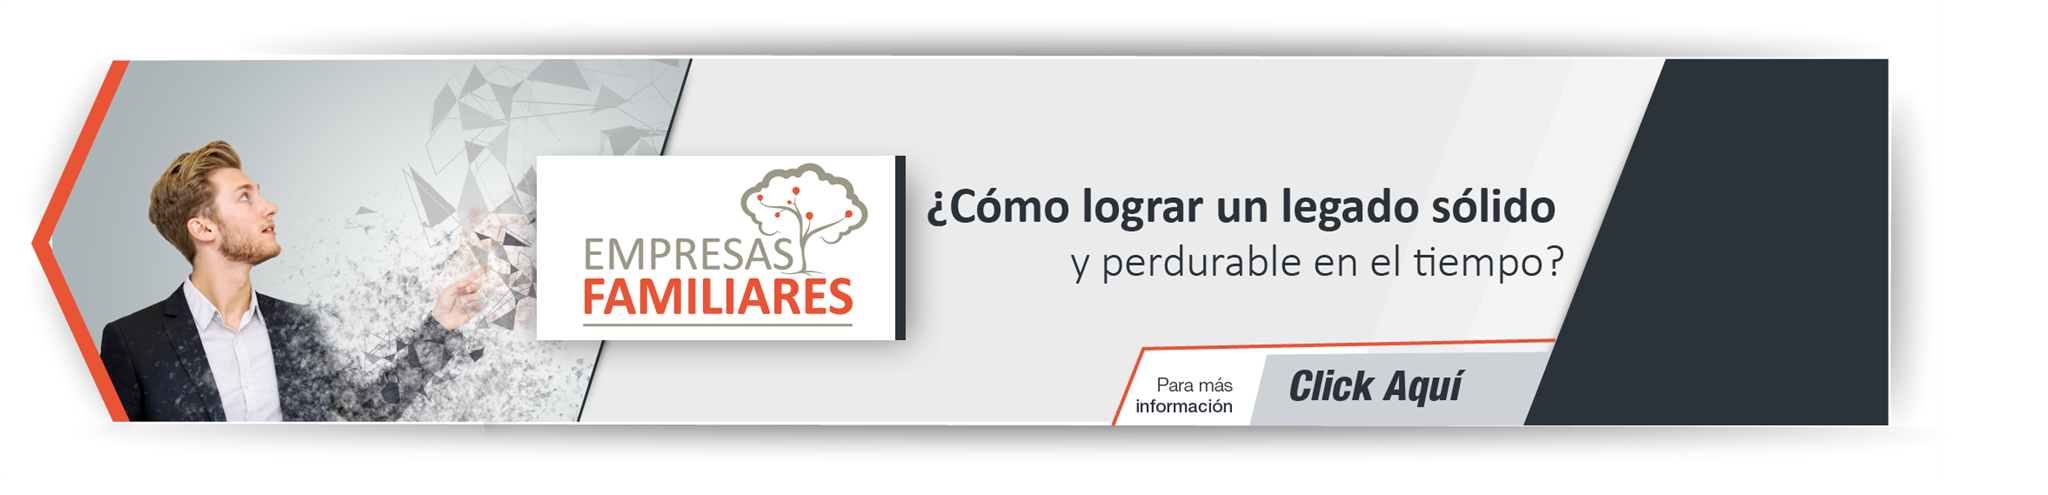 EMPRESAS
FAMILIARES
¿Cómo lograr un legado sólido
y perdurable en el tiempo?
Para más
información
Click Aquí